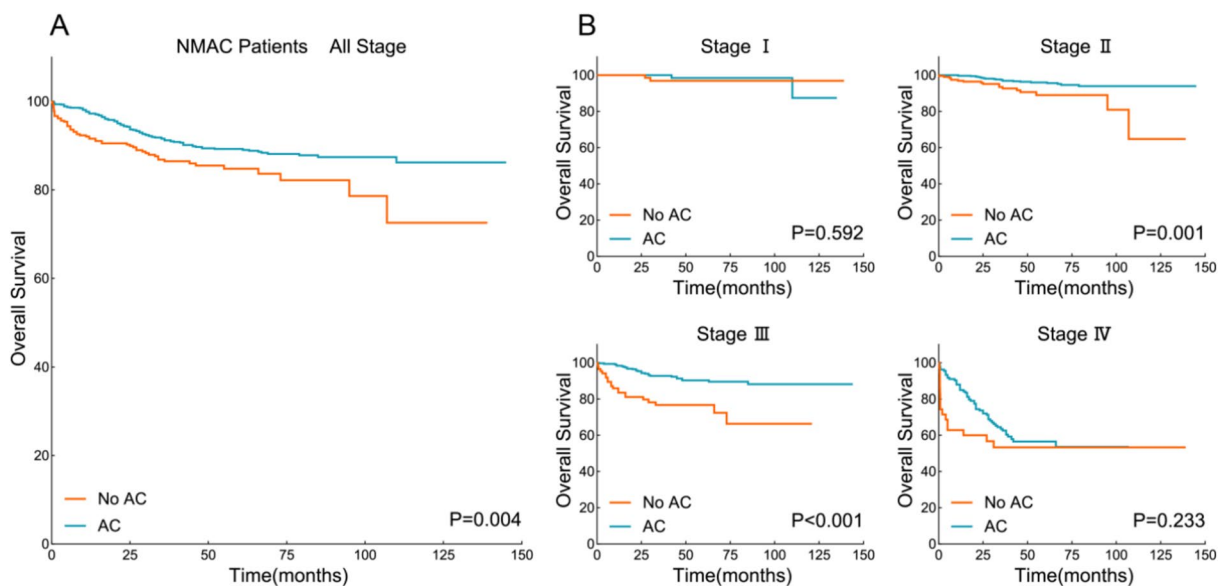 A
NMAC Patients All Stage
Overall Survival
100
80
60
40
20
0
No AC
AC
P=0.004
0 25 50 75 100 125 150
Time(months)
B
Stage Ⅰ
Overall Survival
100
80
60
40
20
0
No AC
AC
P=0.592
0 25 50 75 100 125 150
Time(months)
Stage Ⅱ
Overall Survival
100
80
60
40
20
0
No AC
AC
P=0.001
0 25 50 75 100 125 150
Time(months)
Stage Ⅲ
Overall Survival
100
80
60
40
20
0
No AC
AC
P<0.001
0 25 50 75 100 125 150
Time(months)
Stage Ⅳ
Overall Survival
100
80
60
40
20
0
No AC
AC
P=0.233
0 25 50 75 100 125 150
Time(months)